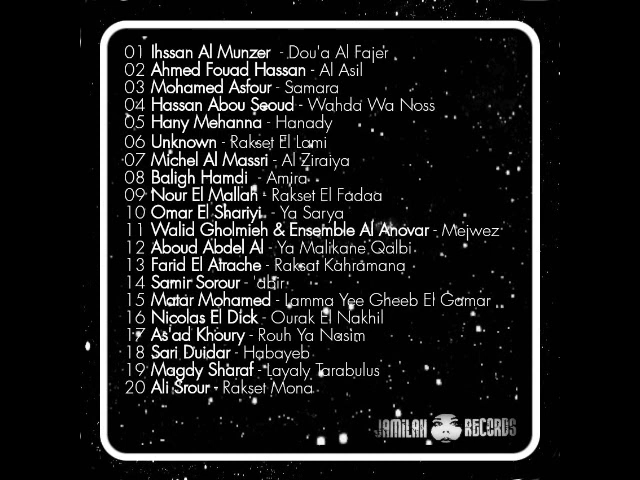 01 Ihssan Al Munzer - Dou'a Al Fajer
02 Ahmed Fouad Hassan - Al Asil
03 Mohamed Asfour - Samara
04 Hassan Abou Seoud - Wahda Wa Noss
05 Hany Mehanna - Hanady
06 Unknown - Rakset El Lami
07 Michel Al Massri - Al Ziraiya
08 Baligh Hamdi - Amira
09 Nour El Mallah - Rakset El Fadaa
10 Omar El Shariyi - Ya Sarya
11 Walid Gholmieh & Ensemble Al Anovar - Mejwez
12 Aboud Abdel Al - Ya Malikane Qalbi
13 Farid El Atrache - Raksat Kahramana
14 Samir Sorour - 'abir
15 Matar Mohamed - Lamma Yee Gheeb El Gamar
16 Nicolas El Dick - Ourak El Nakhil
17 As'ad Khoury - Rouh Ya Nasim
18 Sari Duidar - Habayeb
19 Magdy Sharaf - Layaly Tarabulus
20 Ali Srour - Rakset Mona
JAMILAH RECORDS